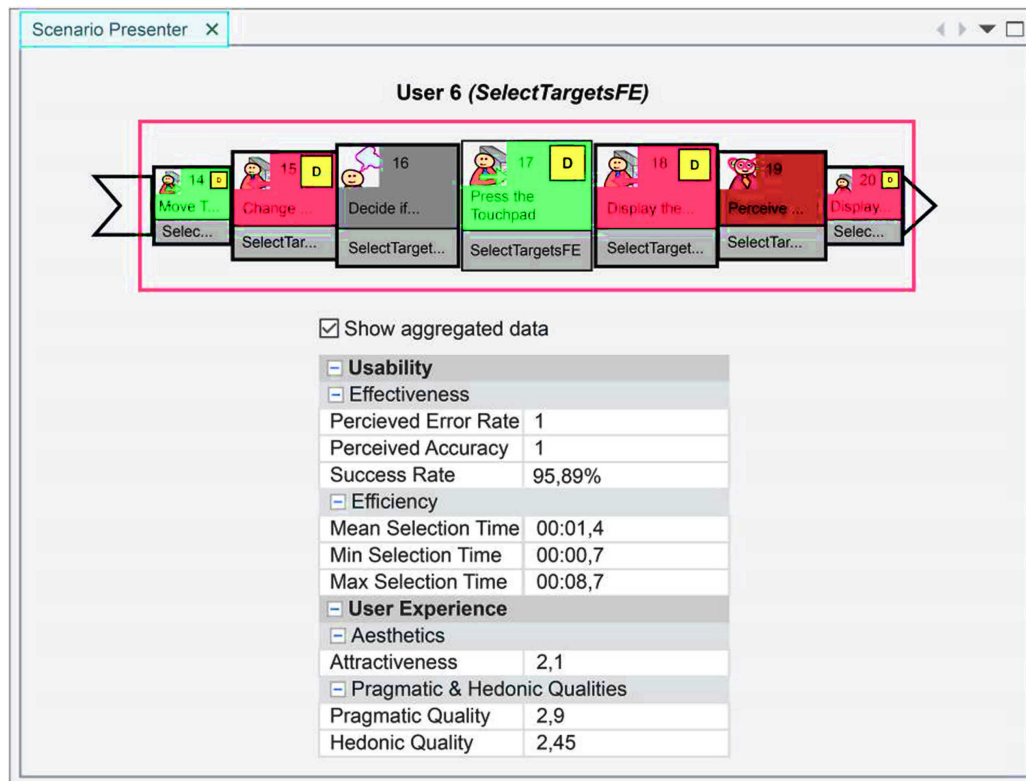 Scenario Presenter
User 6 (SelectTargetsFE)
14 D
Move T...
Selec...
15 D
Change ...
SelectTar...
16
Decide if...
SelectTarget...
17 D
Press the
Touchpad
SelectTargetsFE
18 D
Display the...
SelectTarget...
19
Perceive ...
SelectTar...
20 D
Display...
Selec...
Show aggregated data
Usability
Effectiveness
Percieved Error Rate 1
Perceived Accuracy 1
Success Rate 95,89%
Efficiency
Mean Selection Time 00:01,4
Min Selection Time 00:00,7
Max Selection Time 00:08,7
User Experience
Aesthetics
Attractiveness 2,1
Pragmatic & Hedonic Qualities
Pragmatic Quality 2,9
Hedonic Quality 2,45